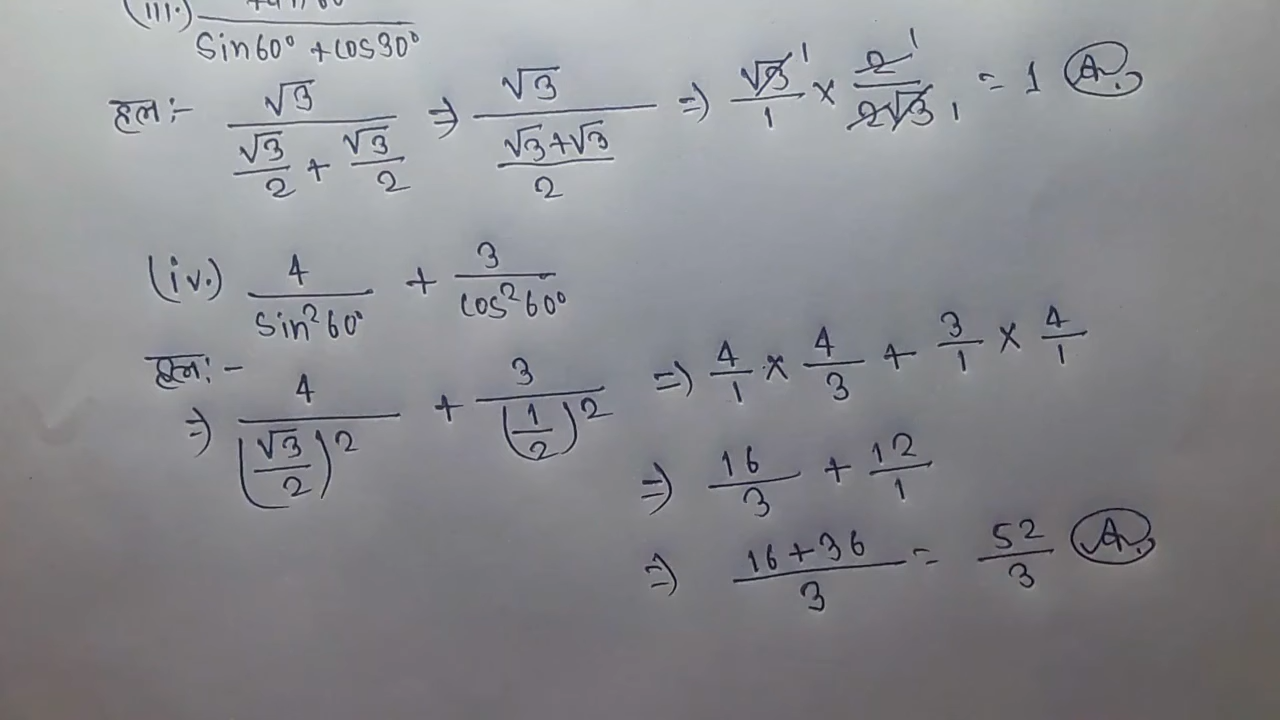 (iii.) / Sin60° + cos30°
हल:- √3 / (√3/2 + √3/2) ⇒ √3 / ((√3+√3)/2) ⇒ √3/1 × 2/2√3 = 1 A.
(iv.) 4/sin²60° + 3/cos²60°
हल:-
⇒ 4/(√3/2)² + 3/(1/2)² ⇒ 4/1 × 4/3 + 3/1 × 4/1
⇒ 16/3 + 12/1
⇒ (16+36)/3 = 52/3 A.